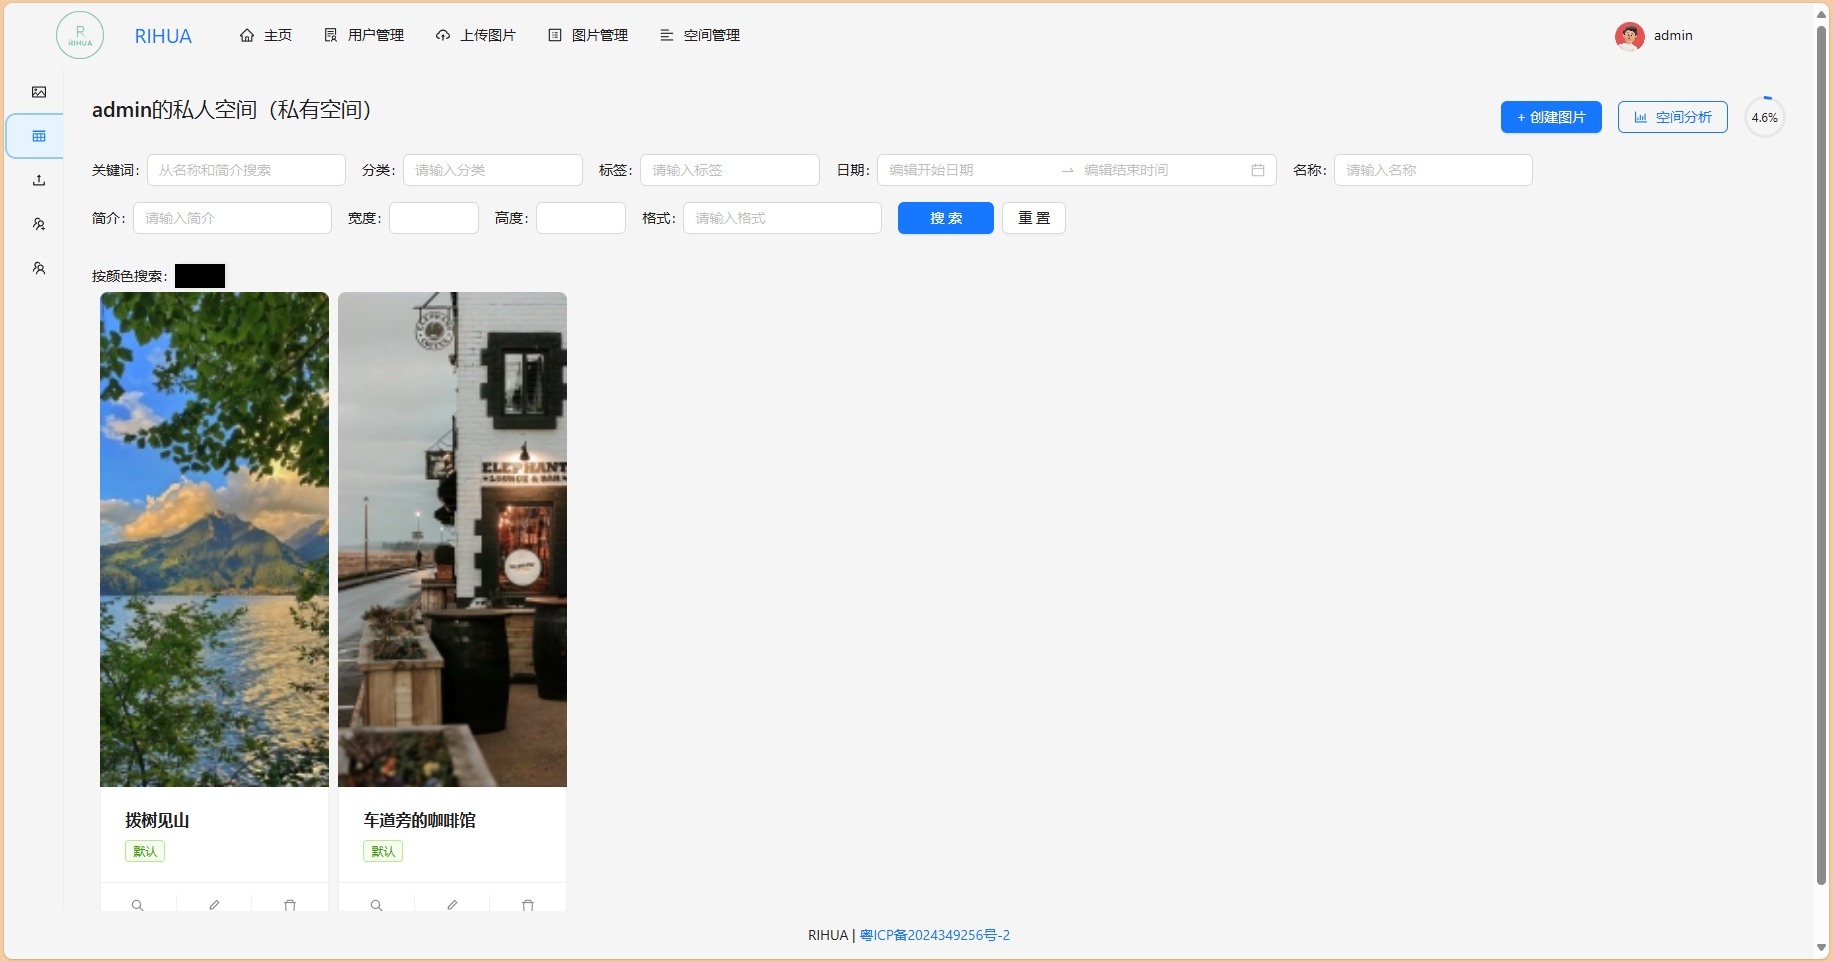 R
RIHUA
RIHUA 主页 用户管理 上传图片 图片管理 空间管理 admin
admin的私人空间（私有空间）
+ 创建图片 空间分析 4.6%
关键词： 从名称和简介搜索 分类： 请输入分类 标签： 请输入标签 日期： 编辑开始日期 编辑结束时间 名称： 请输入名称
简介： 请输入简介 宽度： 高度： 格式： 请输入格式 搜 索 重 置
按颜色搜索：
ELEPHANT
LOUNGE & BAR
拨树见山 车道旁的咖啡馆
默认 默认
RIHUA | 粤ICP备2024349256号-2